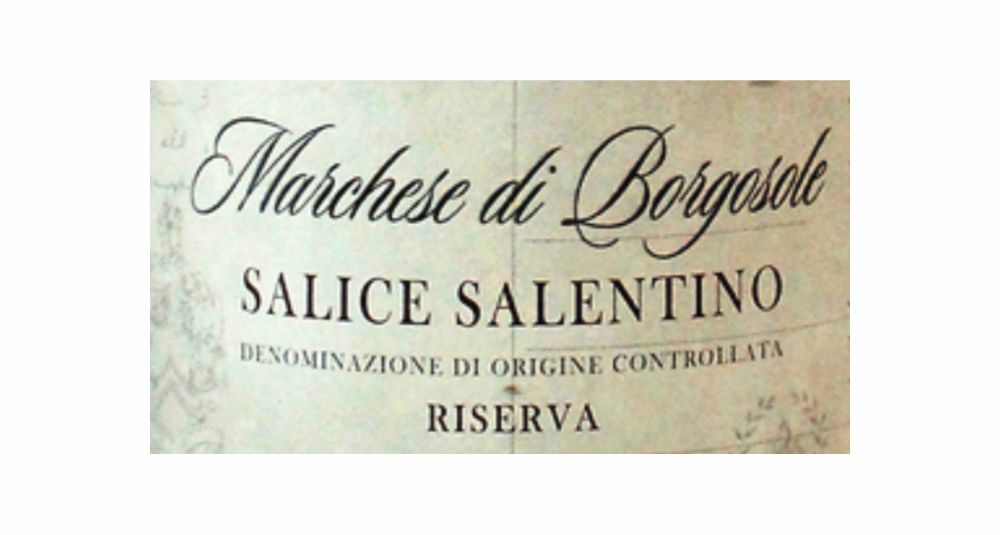 Marchese di Borgosole
SALICE SALENTINO
DENOMINAZIONE DI ORIGINE CONTROLLATA
RISERVA